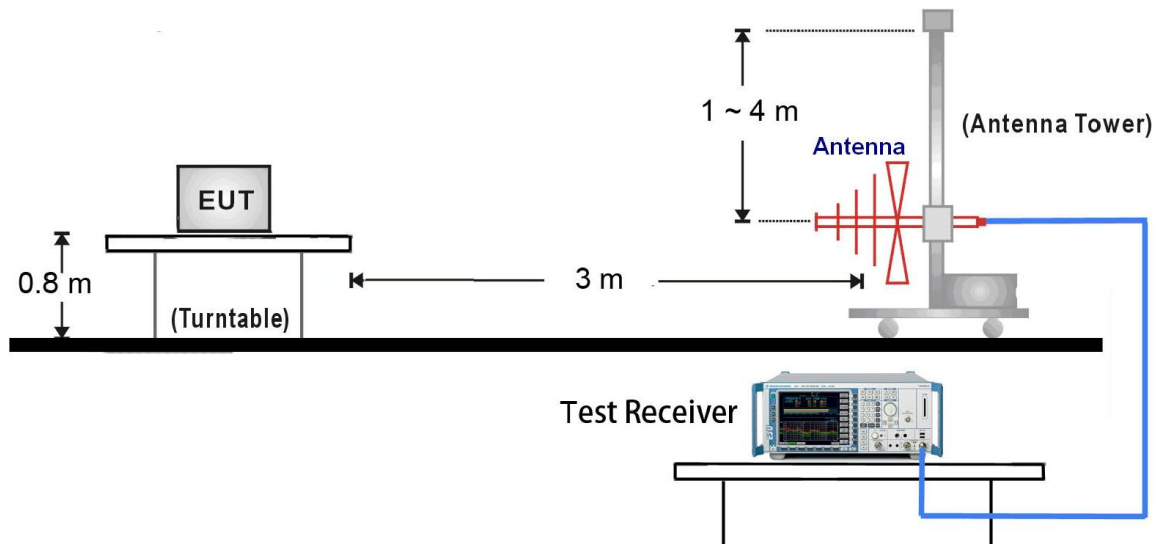 1 ~ 4 m
(Antenna Tower)
Antenna
EUT
0.8 m
3 m
(Turntable)
Test Receiver